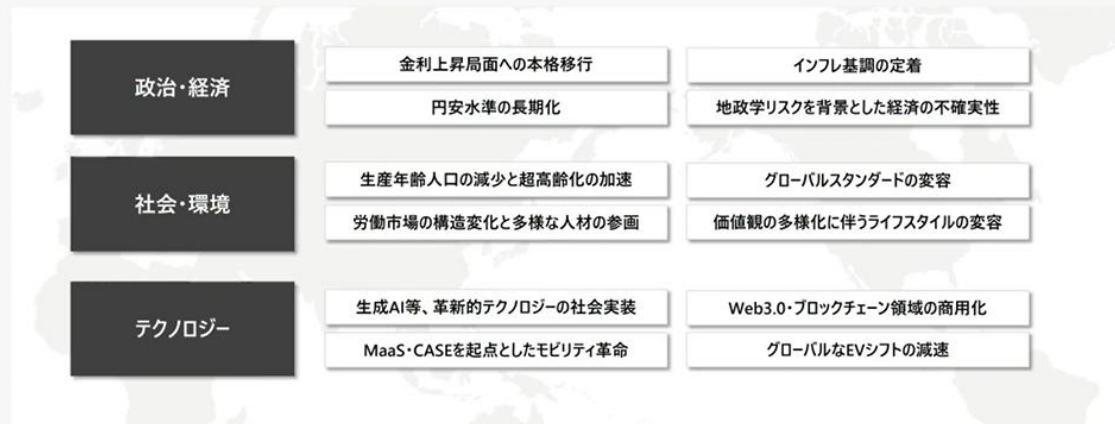 政治・経済
金利上昇局面への本格移行
インフレ基調の定着
円安水準の長期化
地政学リスクを背景とした経済の不確実性
社会・環境
生産年齢人口の減少と超高齢化の加速
グローバルスタンダードの変容
労働市場の構造変化と多様な人材の参画
価値観の多様化に伴うライフスタイルの変容
テクノロジー
生成AI等、革新的テクノロジーの社会実装
Web3.0・ブロックチェーン領域の商用化
MaaS・CASEを起点としたモビリティ革命
グローバルなEVシフトの減速